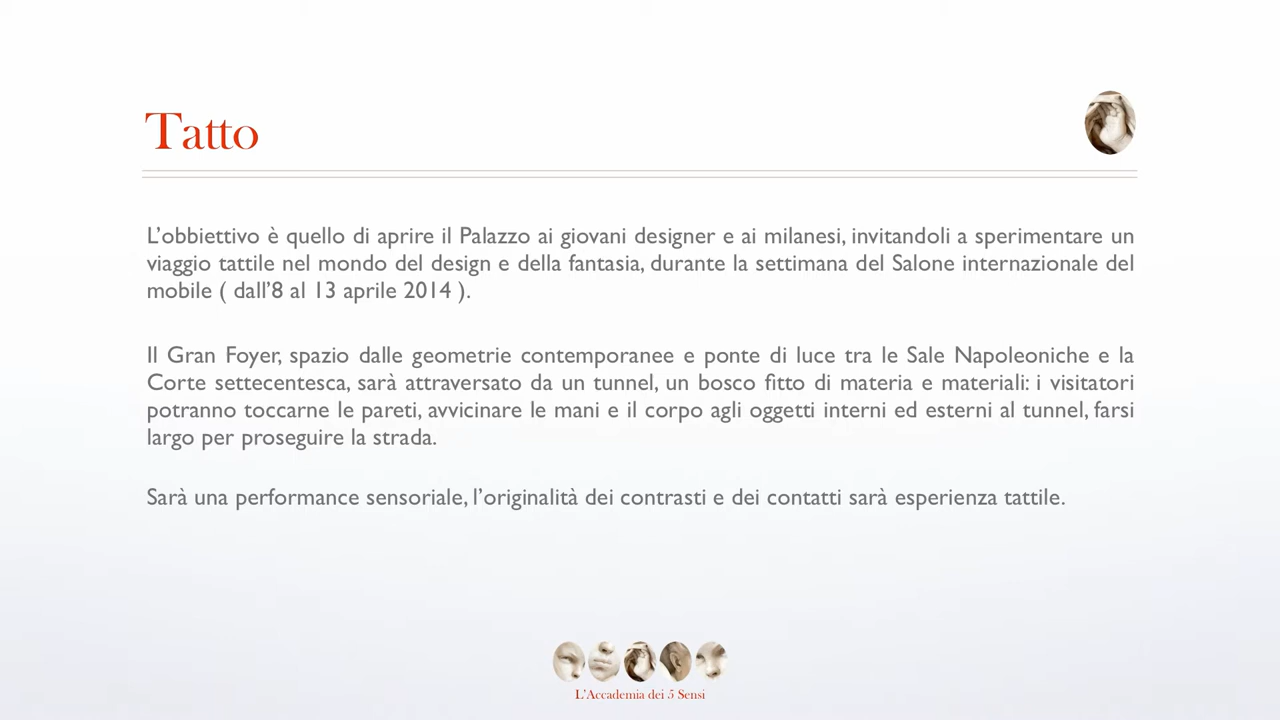 Tatto
L'obbiettivo è quello di aprire il Palazzo ai giovani designer e ai milanesi, invitandoli a sperimentare un
viaggio tattile nel mondo del design e della fantasia, durante la settimana del Salone internazionale del
mobile ( dall'8 al 13 aprile 2014 ).
Il Gran Foyer, spazio dalle geometrie contemporanee e ponte di luce tra le Sale Napoleoniche e la
Corte settecentesca, sarà attraversato da un tunnel, un bosco fitto di materia e materiali: i visitatori
potranno toccarne le pareti, avvicinare le mani e il corpo agli oggetti interni ed esterni al tunnel, farsi
largo per proseguire la strada.
Sarà una performance sensoriale, l'originalità dei contrasti e dei contatti sarà esperienza tattile.
L'Accademia dei 5 Sensi